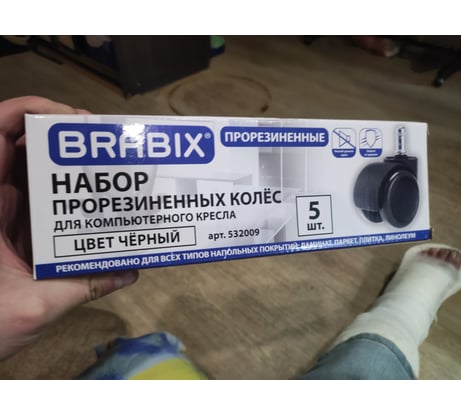 BRABIX®
ПРОРЕЗИНЕННЫЕ
НАБОР
ПРОРЕЗИНЕННЫХ КОЛЁС
ДЛЯ КОМПЬЮТЕРНОГО КРЕСЛА
ЦВЕТ ЧЁРНЫЙ
арт. 532009
5
ШТ.
РЕКОМЕНДОВАНО ДЛЯ ВСЕХ ТИПОВ НАПОЛЬНЫХ ПОКРЫТИЙ: ЛАМИНАТ, ПАРКЕТ, ПЛИТКА, ЛИНОЛЕУМ